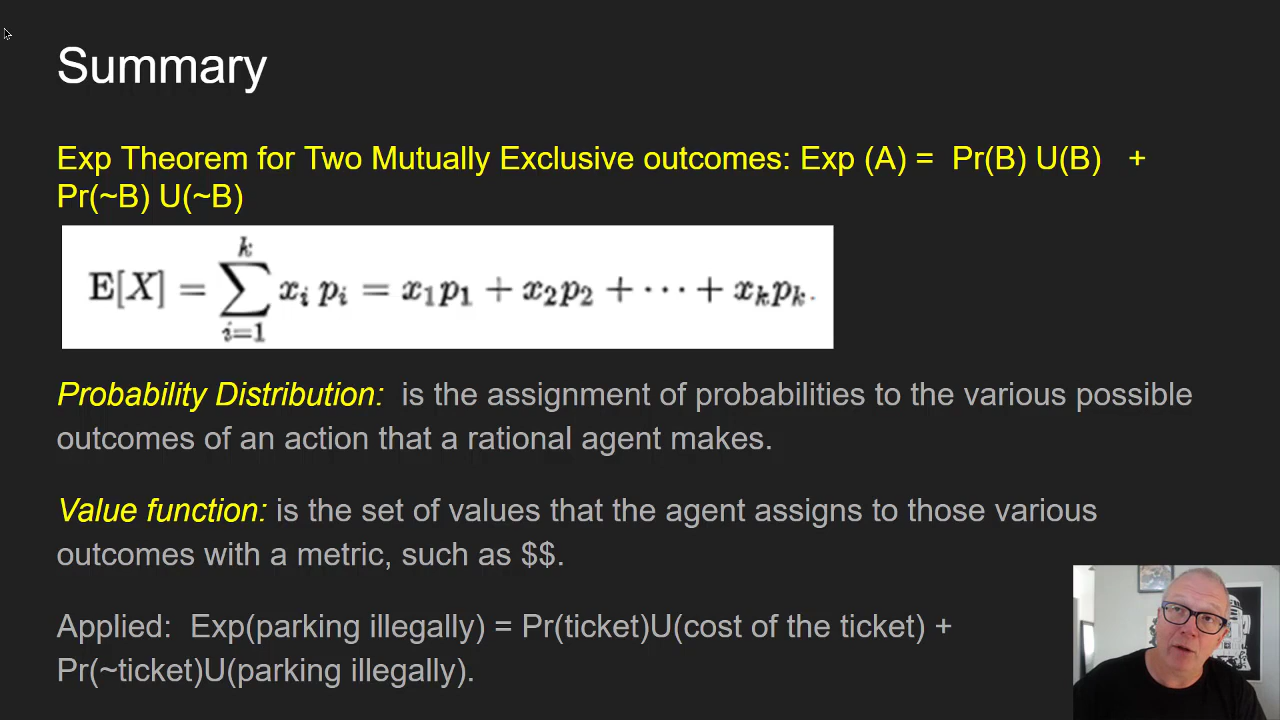 Summary
Exp Theorem for Two Mutually Exclusive outcomes: Exp (A) = Pr(B) U(B) +
Pr(~B) U(~B)
E[X] = ∑_{i=1}^{k} x_i p_i = x_1p_1 + x_2p_2 + ⋯ + x_kp_k.
Probability Distribution: is the assignment of probabilities to the various possible
outcomes of an action that a rational agent makes.
Value function: is the set of values that the agent assigns to those various
outcomes with a metric, such as $$.
Applied: Exp(parking illegally) = Pr(ticket)U(cost of the ticket) +
Pr(~ticket)U(parking illegally).